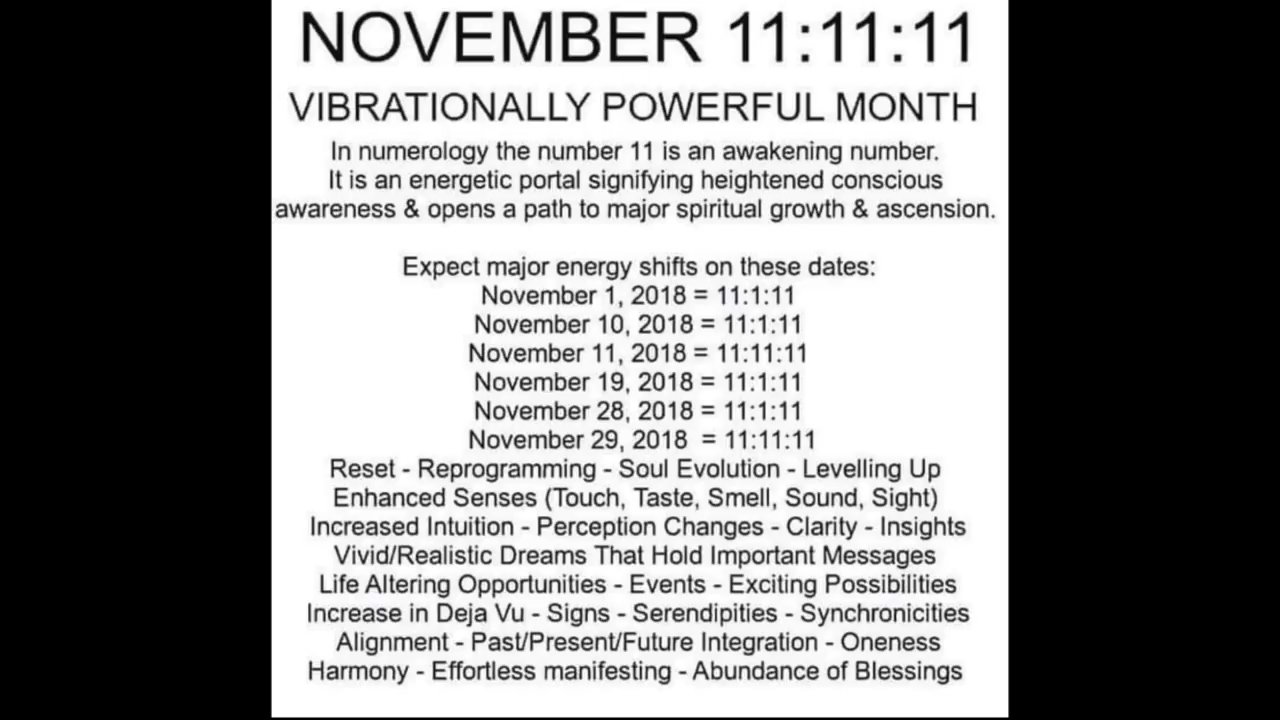 NOVEMBER 11:11:11
VIBRATIONALLY POWERFUL MONTH
In numerology the number 11 is an awakening number.
It is an energetic portal signifying heightened conscious
awareness & opens a path to major spiritual growth & ascension.
Expect major energy shifts on these dates:
November 1, 2018 = 11:1:11
November 10, 2018 = 11:1:11
November 11, 2018 = 11:11:11
November 19, 2018 = 11:1:11
November 28, 2018 = 11:1:11
November 29, 2018 = 11:11:11
Reset - Reprogramming - Soul Evolution - Levelling Up
Enhanced Senses (Touch, Taste, Smell, Sound, Sight)
Increased Intuition - Perception Changes - Clarity - Insights
Vivid/Realistic Dreams That Hold Important Messages
Life Altering Opportunities - Events - Exciting Possibilities
Increase in Deja Vu - Signs - Serendipities - Synchronicities
Alignment - Past/Present/Future Integration - Oneness
Harmony - Effortless manifesting - Abundance of Blessings